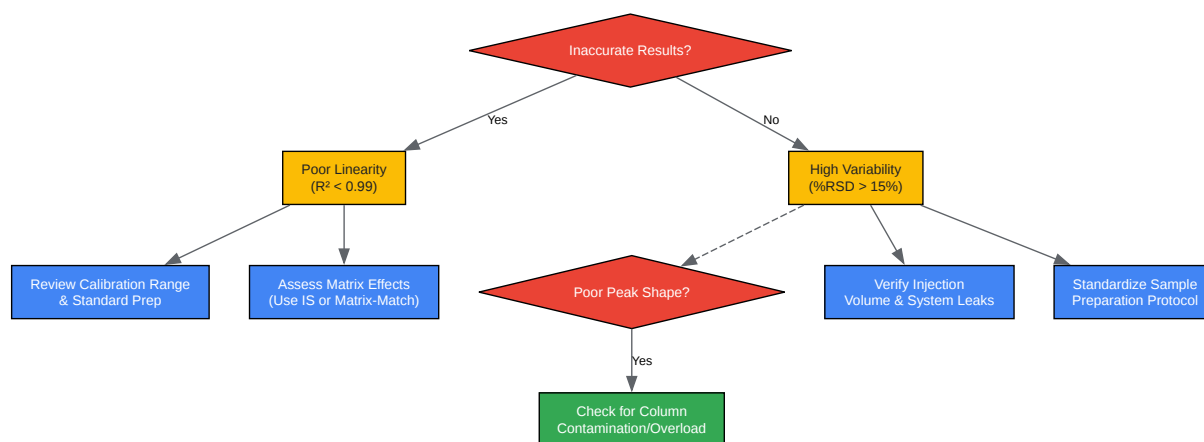 Inaccurate Results?
Yes
No
Poor Linearity
(R² < 0.99)
High Variability
(%RSD > 15%)
Review Calibration Range
& Standard Prep
Assess Matrix Effects
(Use IS or Matrix-Match)
Poor Peak Shape?
Verify Injection
Volume & System Leaks
Standardize Sample
Preparation Protocol
Yes
Check for Column
Contamination/Overload